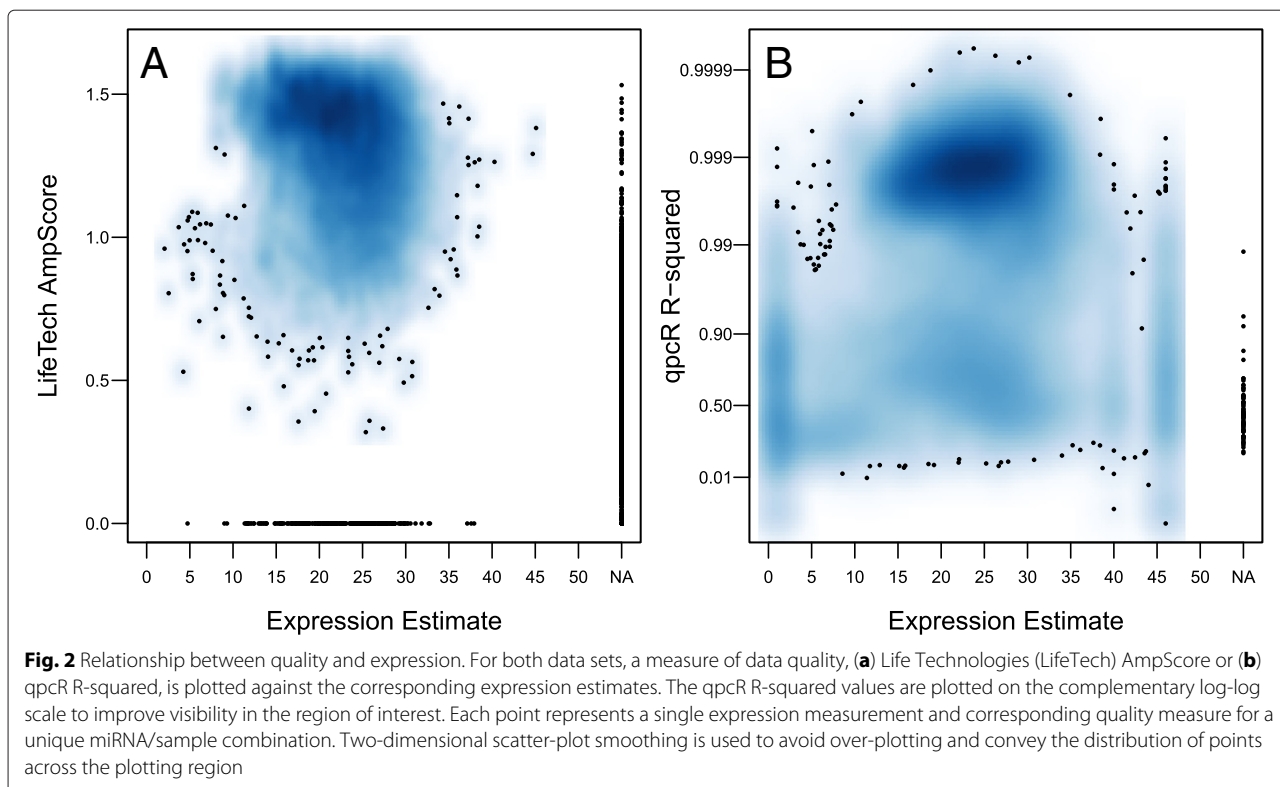 A
LifeTech AmpScore
1.5
1.0
0.5
0.0
0 5 10 15 20 25 30 35 40 45 50 NA
Expression Estimate
B
qpcR R-squared
0.9999
0.999
0.99
0.90
0.50
0.01
0 5 10 15 20 25 30 35 40 45 50 NA
Expression Estimate
Fig. 2 Relationship between quality and expression. For both data sets, a measure of data quality, (a) Life Technologies (LifeTech) AmpScore or (b)
qpcR R-squared, is plotted against the corresponding expression estimates. The qpcR R-squared values are plotted on the complementary log-log
scale to improve visibility in the region of interest. Each point represents a single expression measurement and corresponding quality measure for a
unique miRNA/sample combination. Two-dimensional scatter-plot smoothing is used to avoid over-plotting and convey the distribution of points
across the plotting region